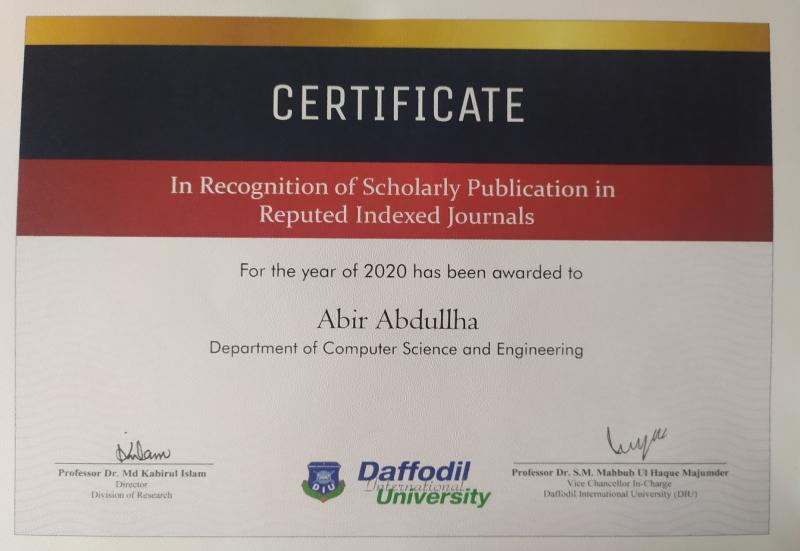 CERTIFICATE
In Recognition of Scholarly Publication in
Reputed Indexed Journals
For the year of 2020 has been awarded to
Abir Abdullha
Department of Computer Science and Engineering
Professor Dr. Md Kabirul Islam
Director
Division of Research
DIU
Daffodil
International
University
Professor Dr. S.M. Mahbub Ul Haque Majumder
Vice Chancellor In-Charge
Daffodil International University (DIU)